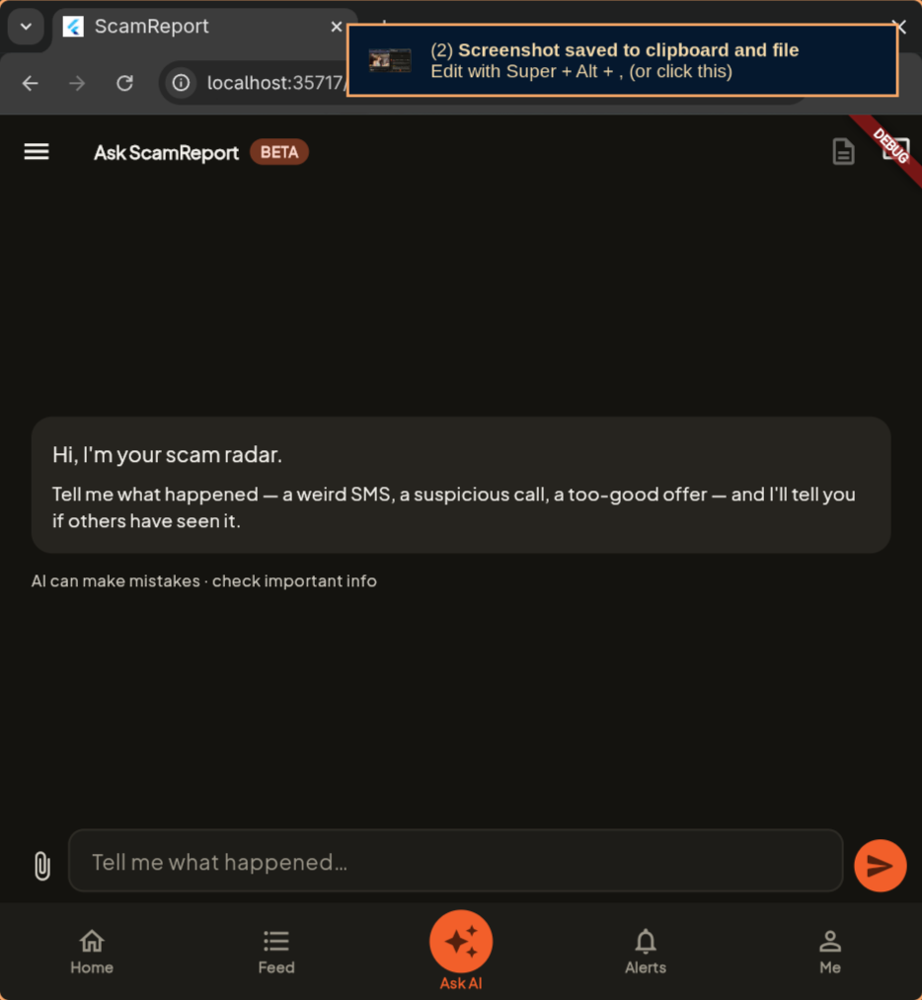 ScamReport
(2) Screenshot saved to clipboard and file
Edit with Super + Alt + , (or click this)
localhost:35717/
Ask ScamReport BETA
DEBUG
Hi, I'm your scam radar.
Tell me what happened — a weird SMS, a suspicious call, a too-good offer — and I'll tell you
if others have seen it.
AI can make mistakes · check important info
Tell me what happened...
Home Feed Ask AI Alerts Me